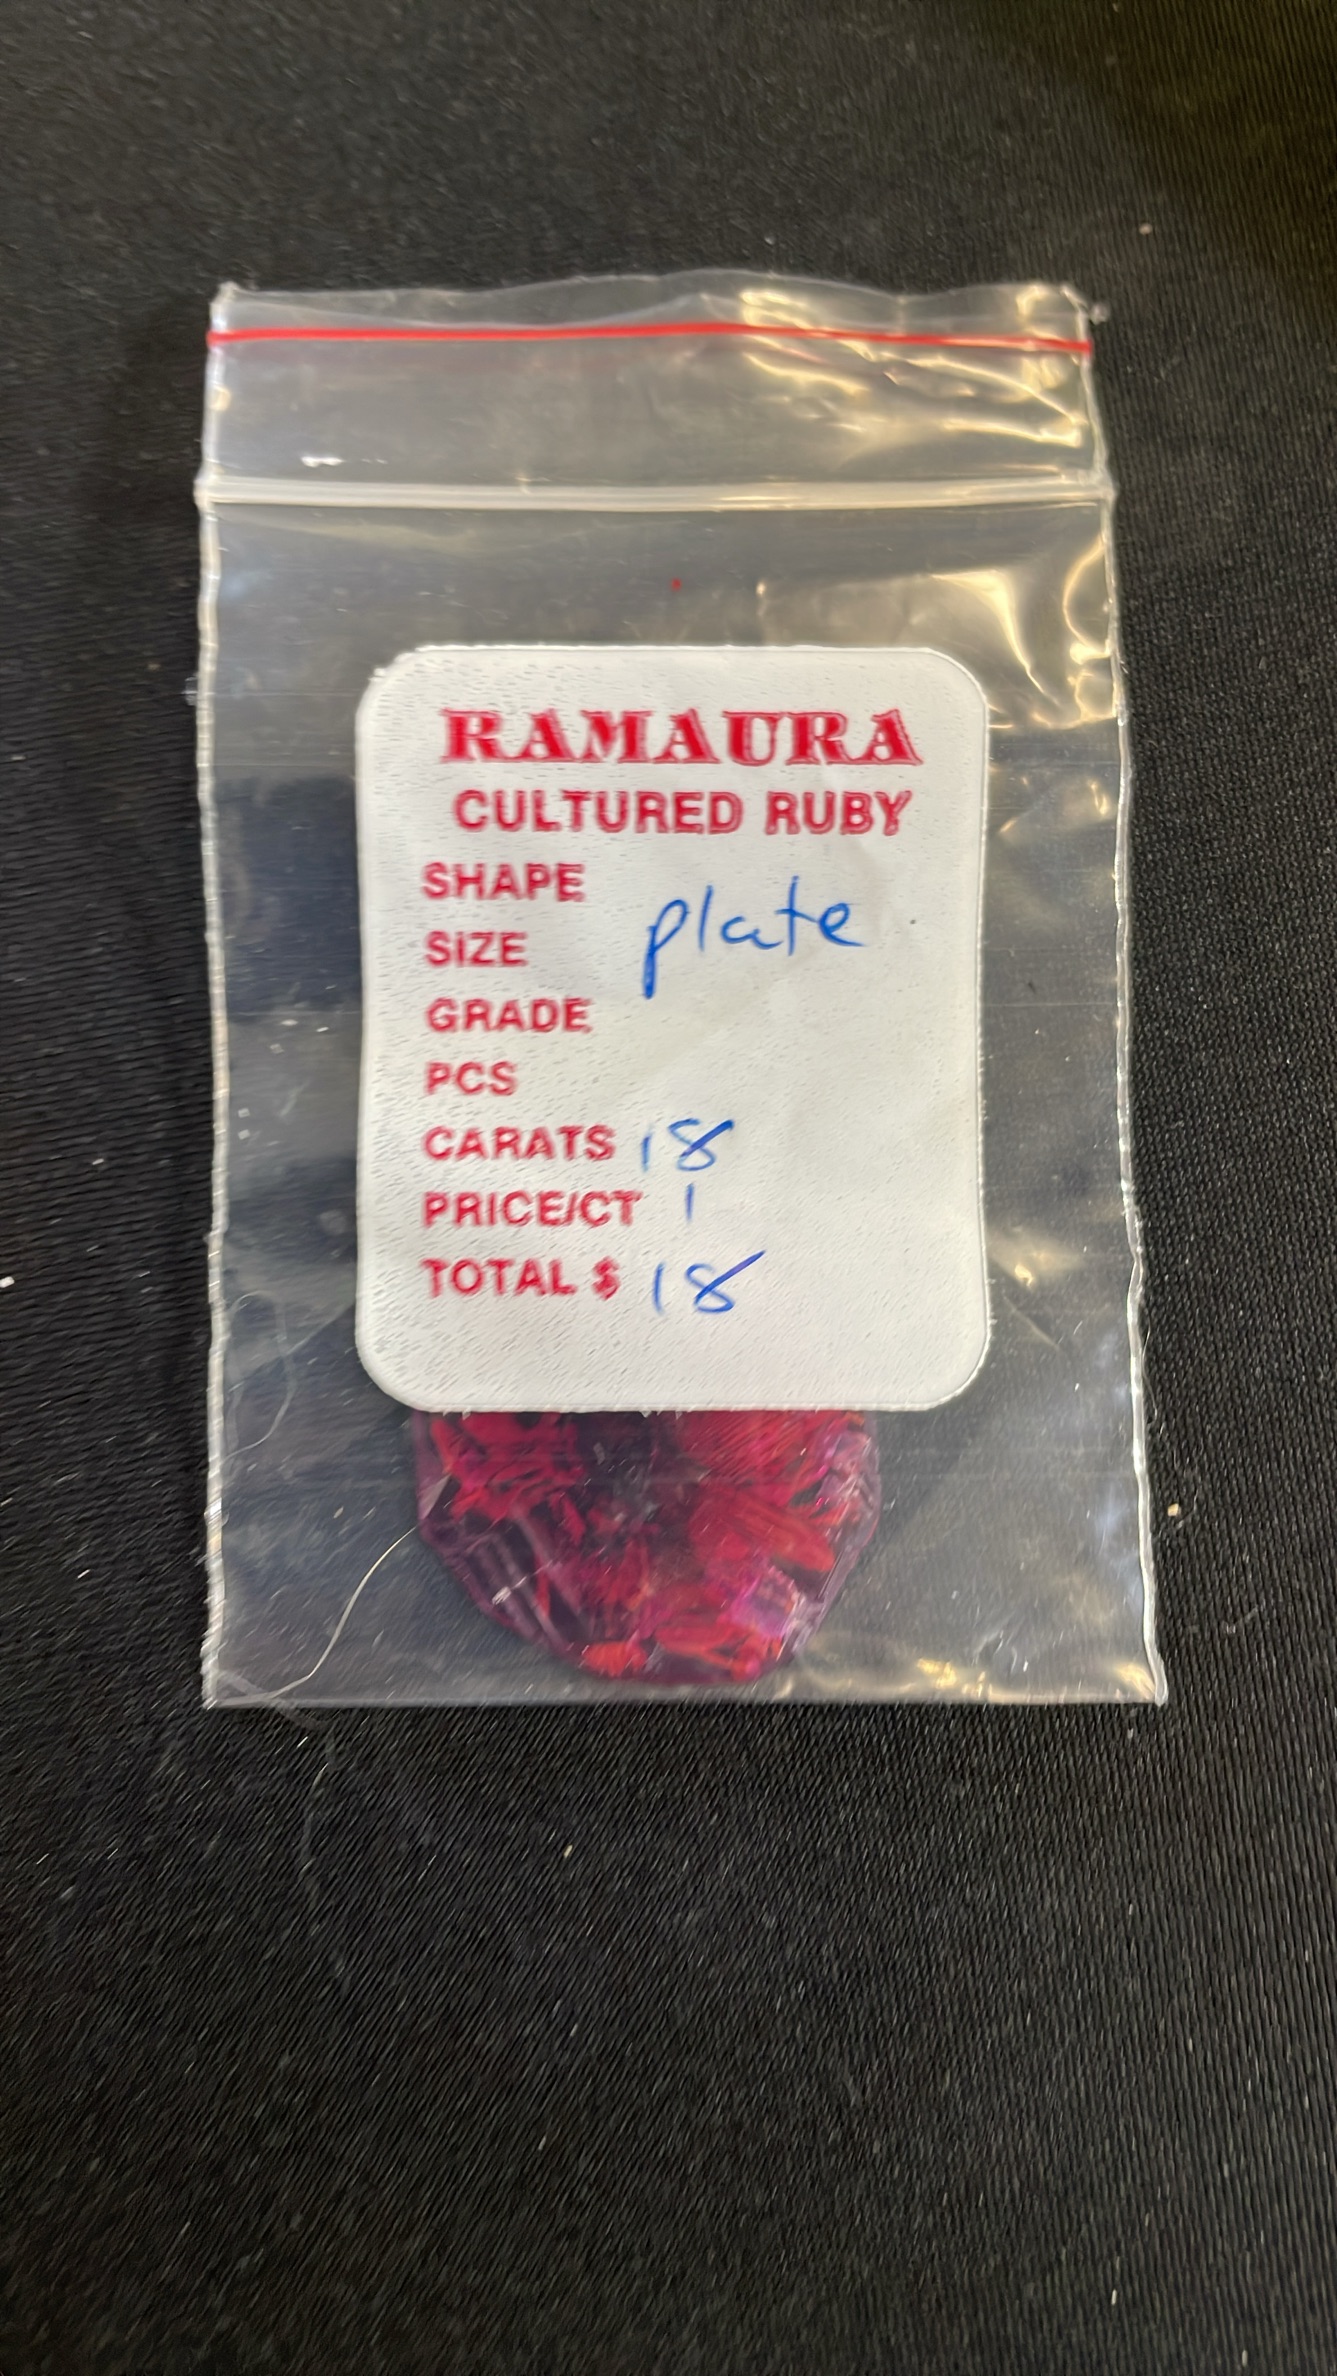 RAMAURA
CULTURED RUBY
SHAPE
plate
SIZE
GRADE
PCS
CARATS 18
PRICE/CT 1
TOTAL $ 18